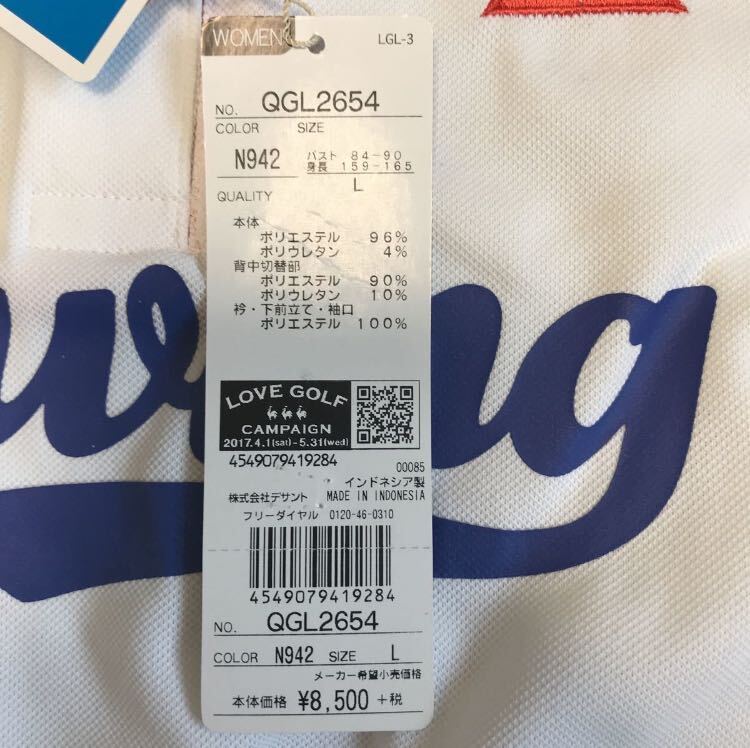 WOMEN
LGL-3
NO. QGL2654
COLOR SIZE
N942 バスト 84-90
身長 159-165
L
QUALITY
本体
ポリエステル 96%
ポリウレタン 4%
背中切替部
ポリエステル 90%
ポリウレタン 10%
衿・下前立て・袖口
ポリエステル 100%
LOVE GOLF
CAMPAIGN
2017.4.1(sat)-5.31(wed)
4549079419284
00085
インドネシア製
株式会社デサント MADE IN INDONESIA
フリーダイヤル 0120-46-0310
4549079419284
NO. QGL2654
COLOR N942 SIZE L
メーカー希望小売価格
本体価格 ¥8,500 +税